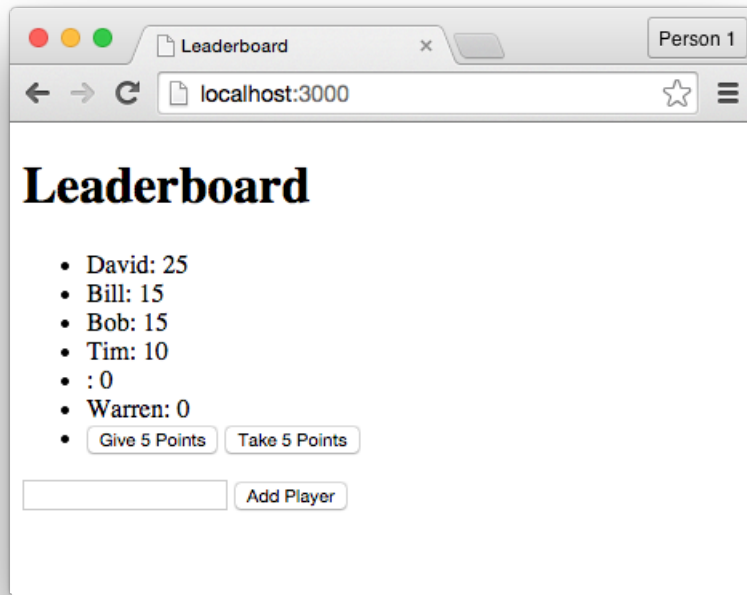 Leaderboard
Person 1
localhost:3000
Leaderboard
David: 25
Bill: 15
Bob: 15
Tim: 10
: 0
Warren: 0
Give 5 Points Take 5 Points
Add Player